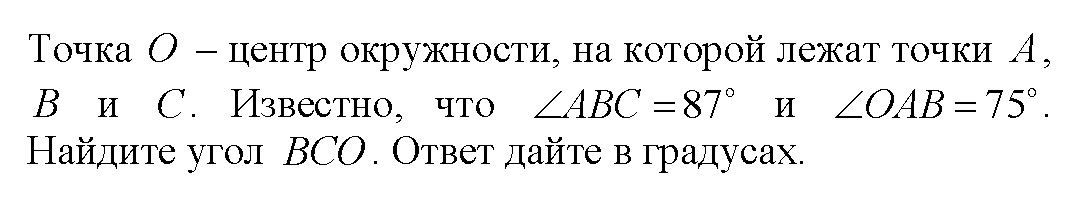 Точка O – центр окружности, на которой лежат точки A,
B и C. Известно, что ∠ABC = 87° и ∠OAB = 75°.
Найдите угол BCO. Ответ дайте в градусах.